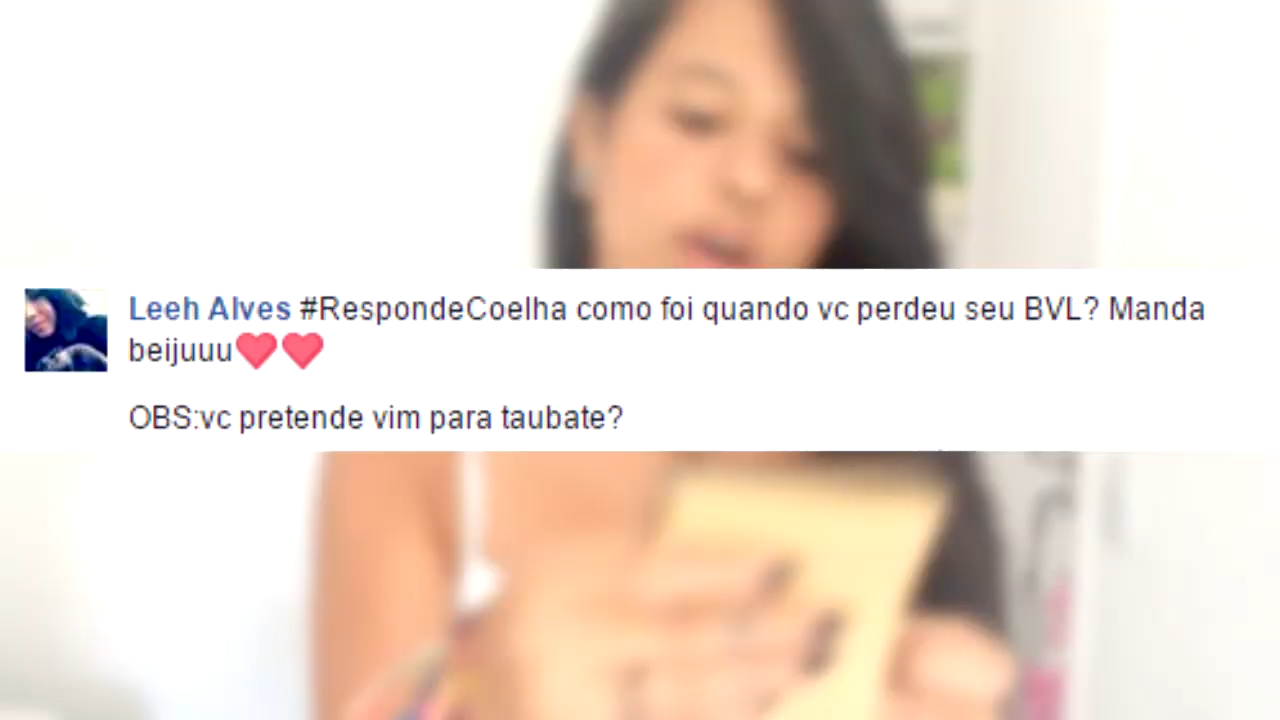 Leeh Alves #RespondeCoelha como foi quando vc perdeu seu BVL? Manda
beijuuu❤❤
OBS:vc pretende vim para taubate?